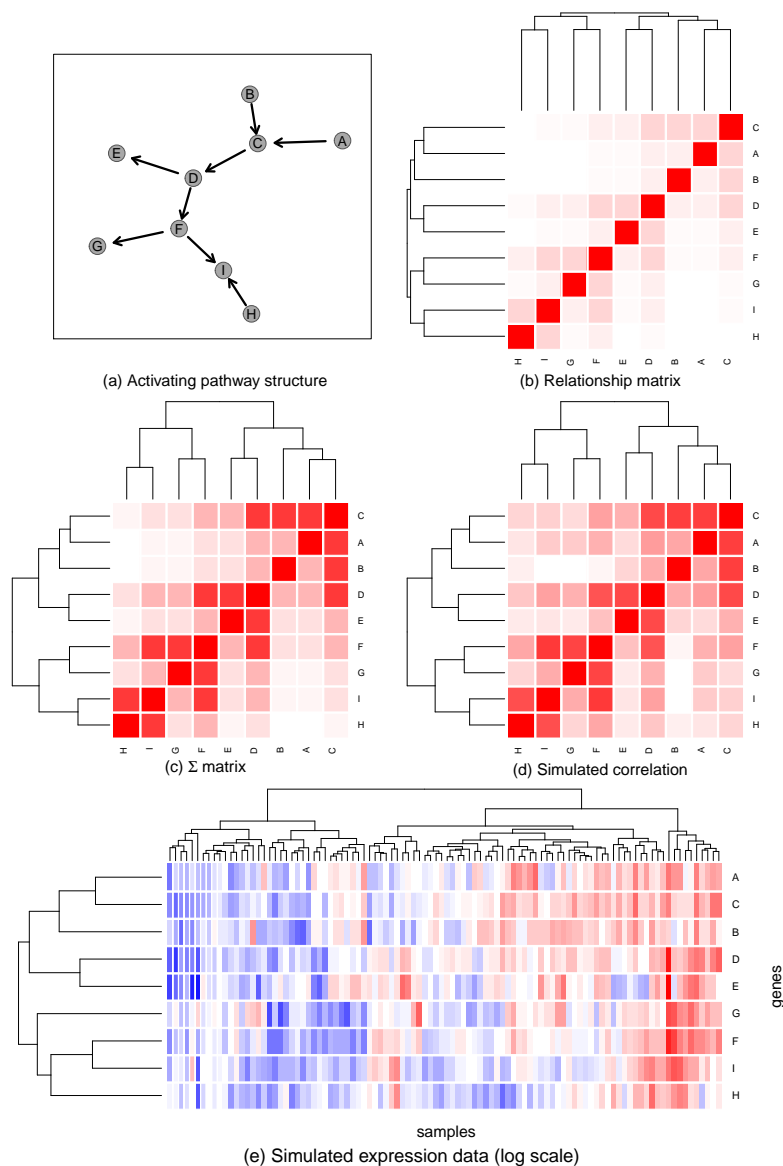 B
C
A
E
D
F
G
I
H
(a) Activating pathway structure
C
A
B
D
E
F
G
I
H
H I G F E D B A C
(b) Relationship matrix
C
A
B
D
E
F
G
I
H
H I G F E D B A C
(c) Σ matrix
C
A
B
D
E
F
G
I
H
H I G F E D B A C
(d) Simulated correlation
A
C
B
D
E
G
F
I
H
genes
samples
(e) Simulated expression data (log scale)